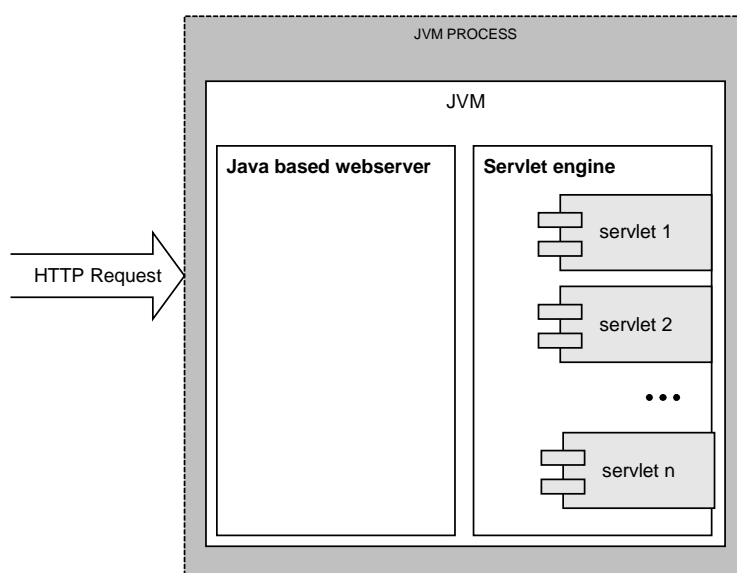 JVM PROCESS
JVM
Java based webserver
Servlet engine
servlet 1
HTTP Request
servlet 2
servlet n